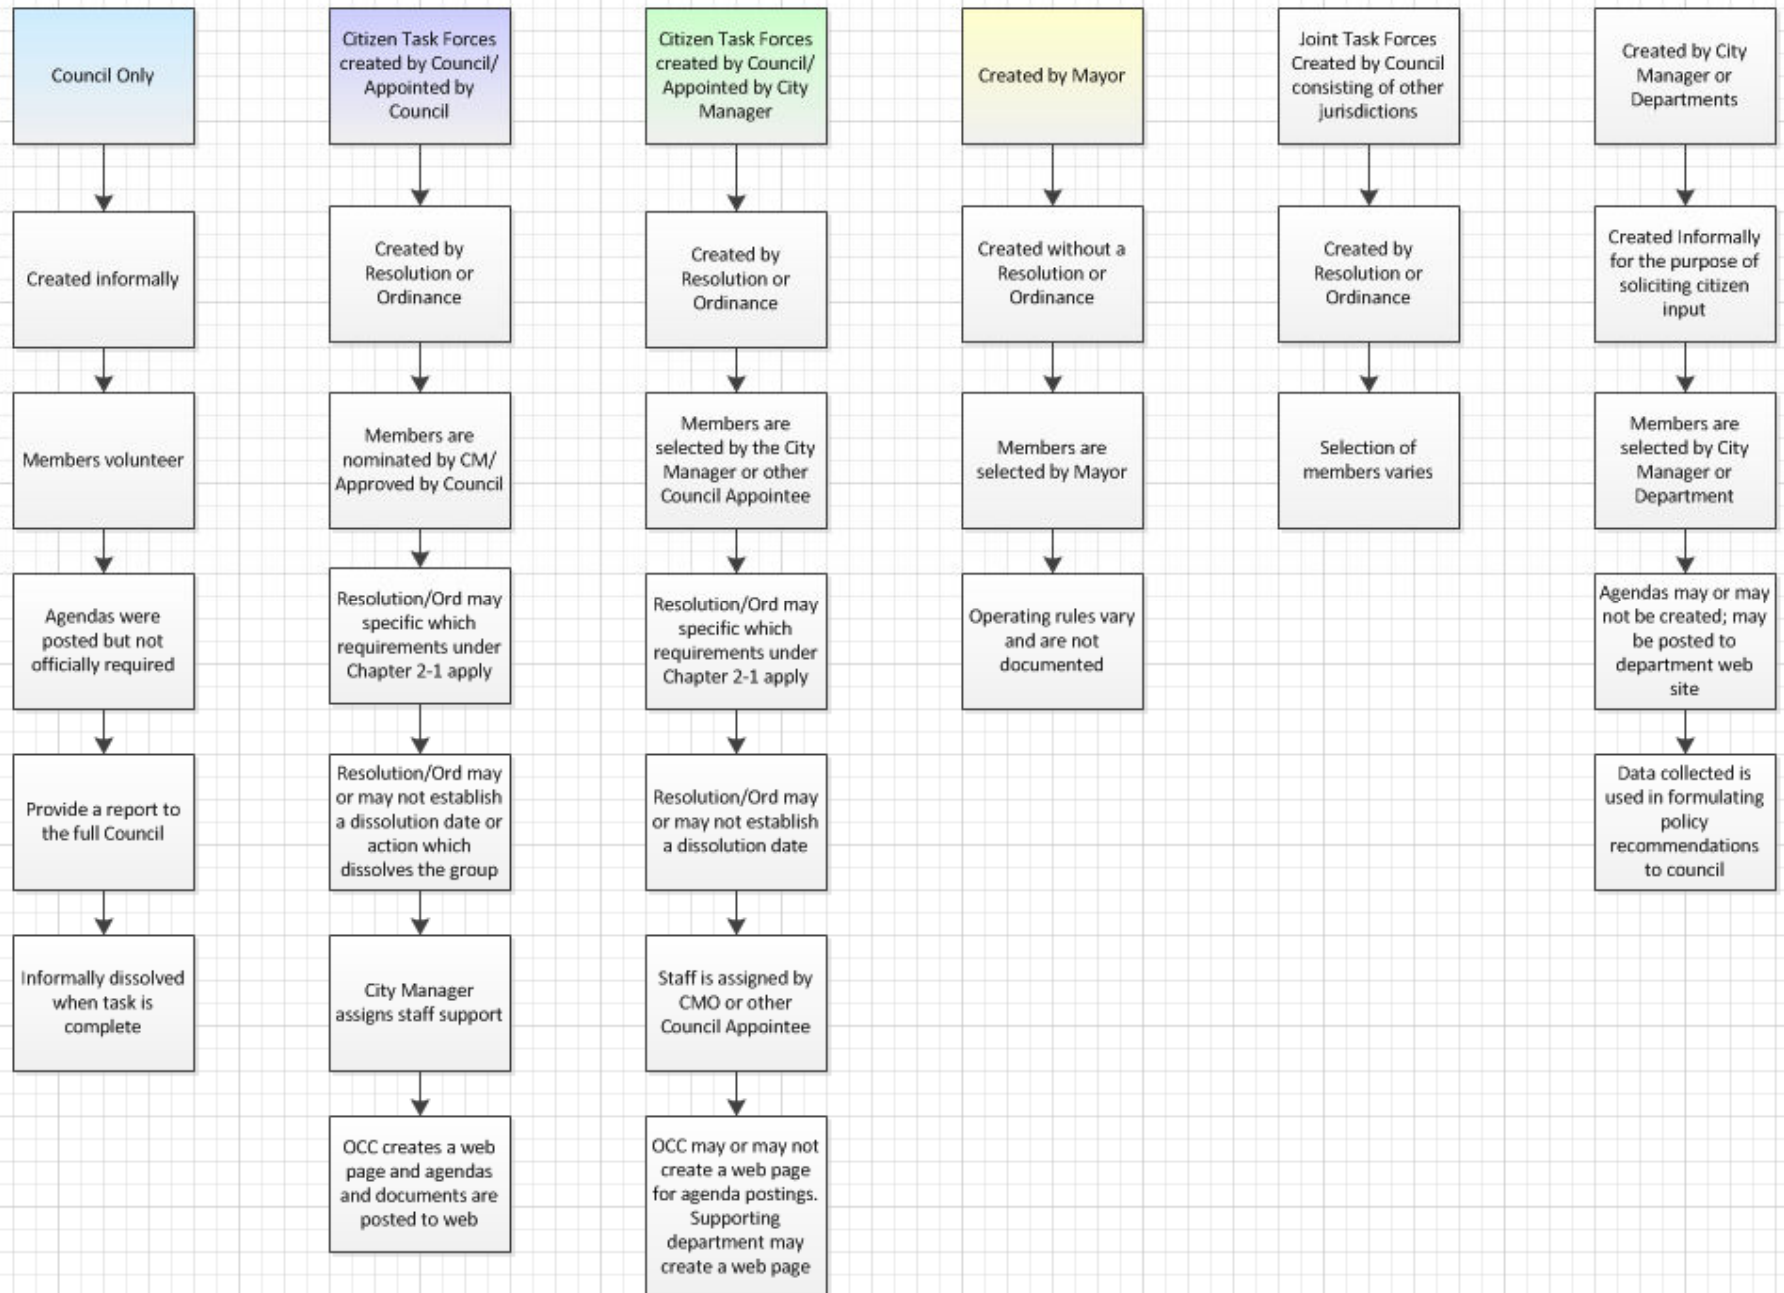 Council Only
Created informally
Members volunteer
Agendas were
posted but not
officially required
Provide a report to
the full Council
Informally dissolved
when task is
complete
Citizen Task Forces
created by Council/
Appointed by
Council
Created by
Resolution or
Ordinance
Members are
nominated by CM/
Approved by Council
Resolution/Ord may
specific which
requirements under
Chapter 2-1 apply
Resolution/Ord may
or may not establish
a dissolution date or
action which
dissolves the group
City Manager
assigns staff support
OCC creates a web
page and agendas
and documents are
posted to web
Citizen Task Forces
created by Council/
Appointed by City
Manager
Created by
Resolution or
Ordinance
Members are
selected by the City
Manager or other
Council Appointee
Resolution/Ord may
specific which
requirements under
Chapter 2-1 apply
Resolution/Ord may
or may not establish
a dissolution date
Staff is assigned by
CMO or other
Council Appointee
OCC may or may not
create a web page
for agenda postings.
Supporting
department may
create a web page
Created by Mayor
Created without a
Resolution or
Ordinance
Members are
selected by Mayor
Operating rules vary
and are not
documented
Joint Task Forces
Created by Council
consisting of other
jurisdictions
Created by
Resolution or
Ordinance
Selection of
members varies
Created by City
Manager or
Departments
Created Informally
for the purpose of
soliciting citizen
input
Members are
selected by City
Manager or
Department
Agendas may or may
not be created; may
be posted to
department web
site
Data collected is
used in formulating
policy
recommendations
to council